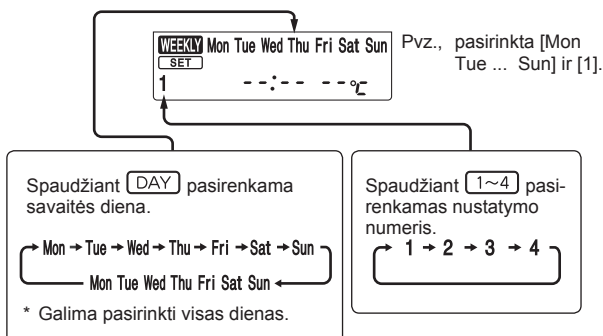 WEEKLY Mon Tue Wed Thu Fri Sat Sun
SET
1 --:-- --°C
Pvz., pasirinkta [Mon
Tue ... Sun] ir [1].
Spaudžiant DAY pasirenkama
savaitės diena.
Mon → Tue → Wed → Thu → Fri → Sat → Sun
Mon Tue Wed Thu Fri Sat Sun ←
* Galima pasirinkti visas dienas.
Spaudžiant 1~4 pasi-
renkamas nustatymo
numeris.
1 → 2 → 3 → 4